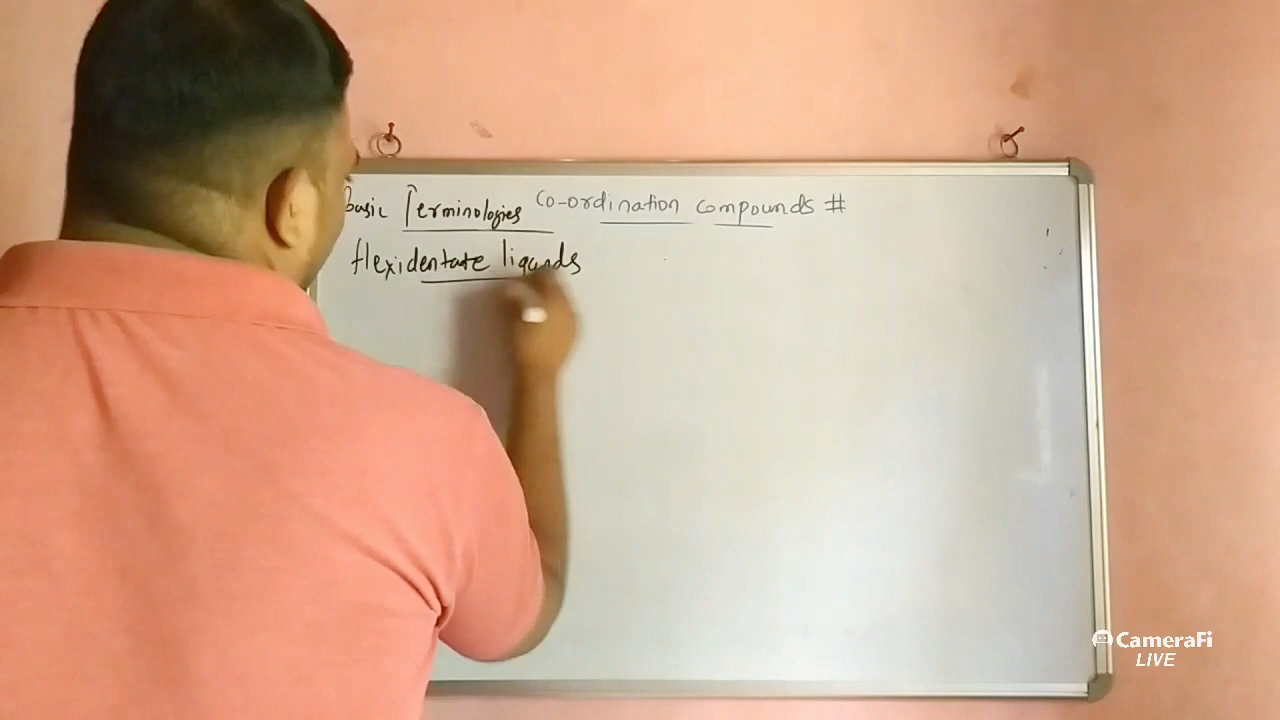 Basic Terminologies Co-ordination compounds #
flexidentate ligands
CameraFi
LIVE